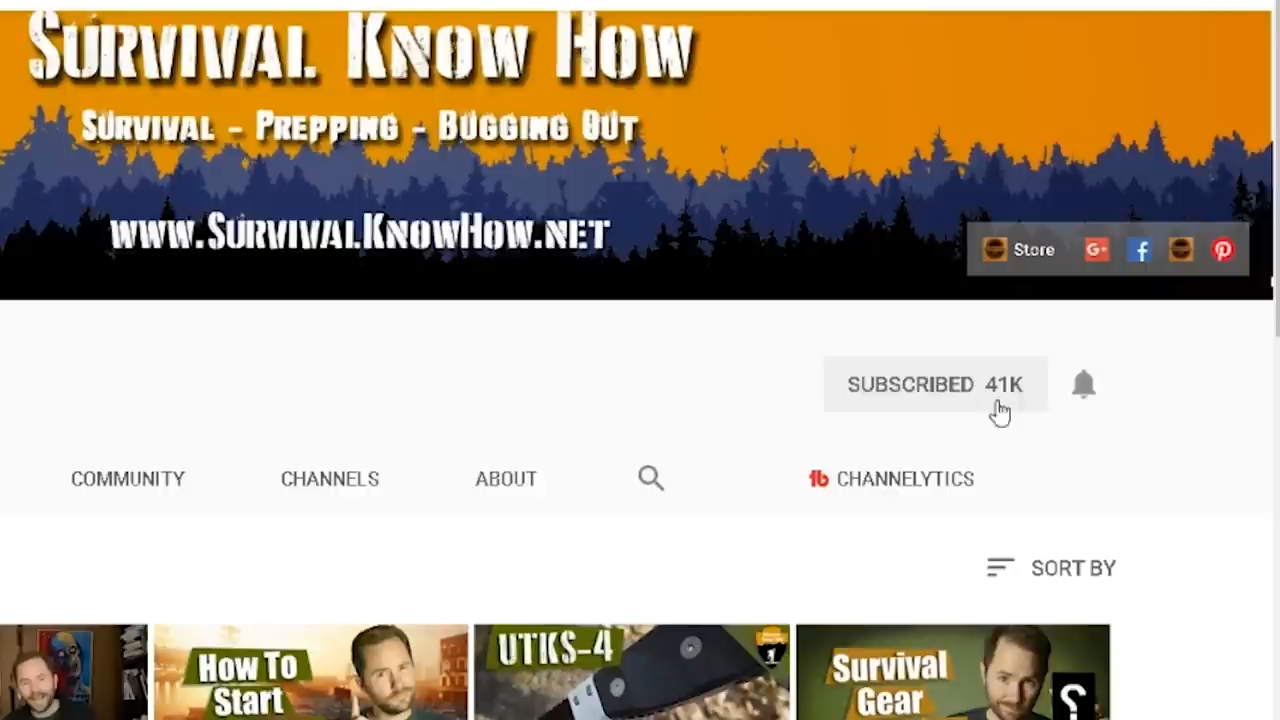 SURVIVAL KNOW HOW
SURVIVAL - PREPPING - BUGGING OUT
WWW.SURVIVALKNOWHOW.NET
Store
SUBSCRIBED 41K
COMMUNITY CHANNELS ABOUT CHANNELYTICS
SORT BY
How To
Start
UTKS-4
1
Survival
Gear
?